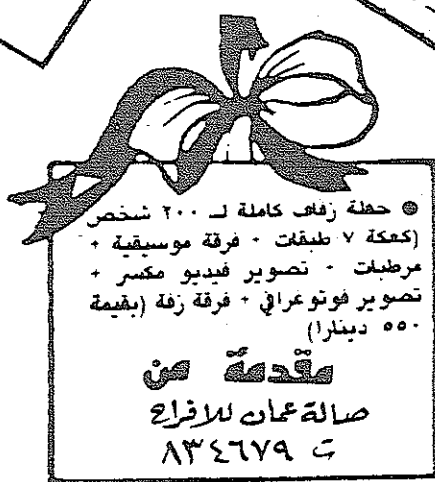 ● حفلة زفاف كاملة لـ ٢٠٠ شخص
(كعكة ٧ طبقات + فرقة موسيقية +
مرطبات + تصوير فيديو مكسر +
تصوير فوتوغرافي + فرقة زفة (بقيمة
٥٥٠ دينارا)
مقدمة من
صالة عمان للافراح
ت ٨٣٤٦٧٩